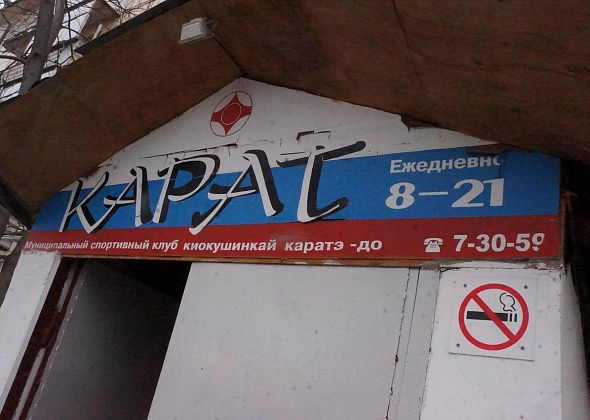 КАРАТ
Ежедневно
8-21
Муниципальный спортивный клуб киокушинкай каратэ -до
7-30-59